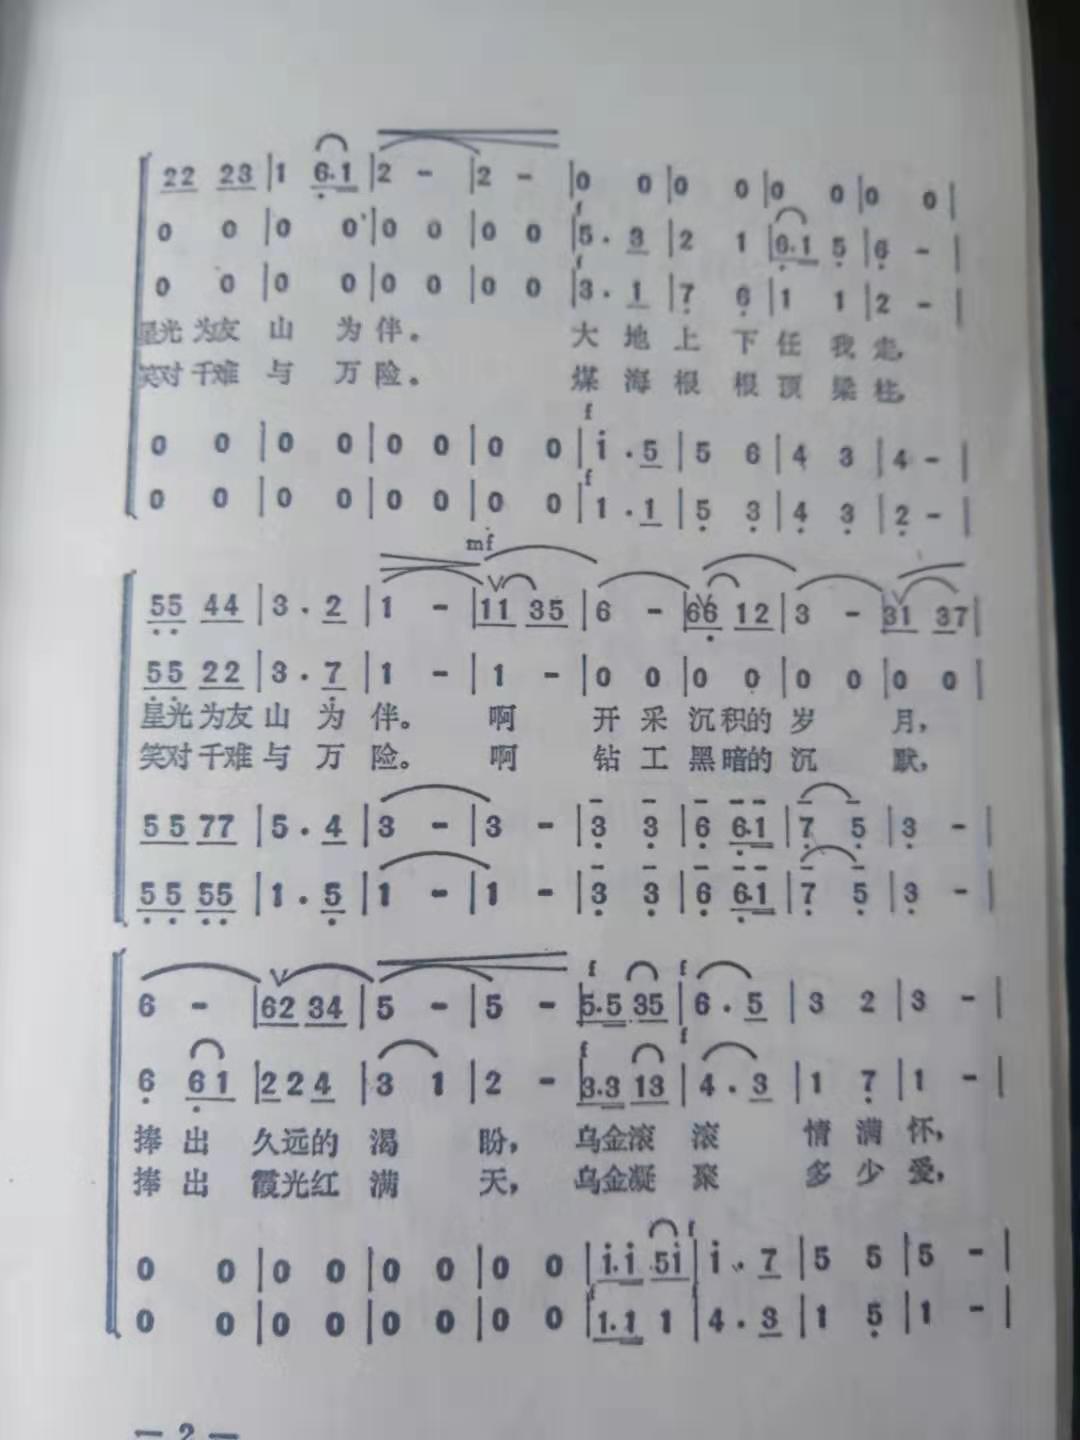 22 23 | 1 6·1 | 2 - | 2 - | 0 0 | 0 0 | 0 0 | 0 0 |
0 0 | 0 0 | 0 0 | 0 0 | f 5· 3 | 2 1 | 6·1 5 | 6 - |
0 0 | 0 0 | 0 0 | 0 0 | f 3· 1 | 7 6 | 1 1 | 2 - |
星光 为友 山 为 伴。 大 地 上 下 任 我 走,
笑对 千难 与 万 险。 煤 海 根 根 顶 梁 柱,
0 0 | 0 0 | 0 0 | 0 0 | f i· 5 | 5 6 | 4 3 | 4 - |
0 0 | 0 0 | 0 0 | 0 0 | f 1· 1 | 5 3 | 4 3 | 2 - |
mf
55 44 | 3· 2 | 1 - | 11 35 | 6 - | 66 12 | 3 - | 31 37 |
55 22 | 3· 7 | 1 - | 1 - | 0 0 | 0 0 | 0 0 | 0 0 |
星光 为友 山 为 伴。 啊 开 采 沉积的 岁 月,
笑对 千难 与 万 险。 啊 钻 工 黑暗的 沉 默,
55 77 | 5· 4 | 3 - | 3 - | 3 3 | 6 6·1 | 7 5 | 3 - |
55 55 | 1· 5 | 1 - | 1 - | 3 3 | 6 6·1 | 7 5 | 3 - |
6 - | 62 34 | 5 - | 5 - | f 5·5 35 | f 6· 5 | 3 2 | 3 - |
6 61 | 224 | 3 1 | 2 - | f 3·3 13 | f 4· 3 | 1 7 | 1 - |
捧 出 久远的 渴 盼, 乌金滚 滚 情 满 怀,
捧 出 霞光红 满 天, 乌金凝 聚 多 少 爱,
0 0 | 0 0 | 0 0 | 0 0 | i·i 5i | f i· 7 | 5 5 | 5 - |
0 0 | 0 0 | 0 0 | 0 0 | f 1·1 1 | f 4· 3 | 1 5 | 1 - |
— 2 —